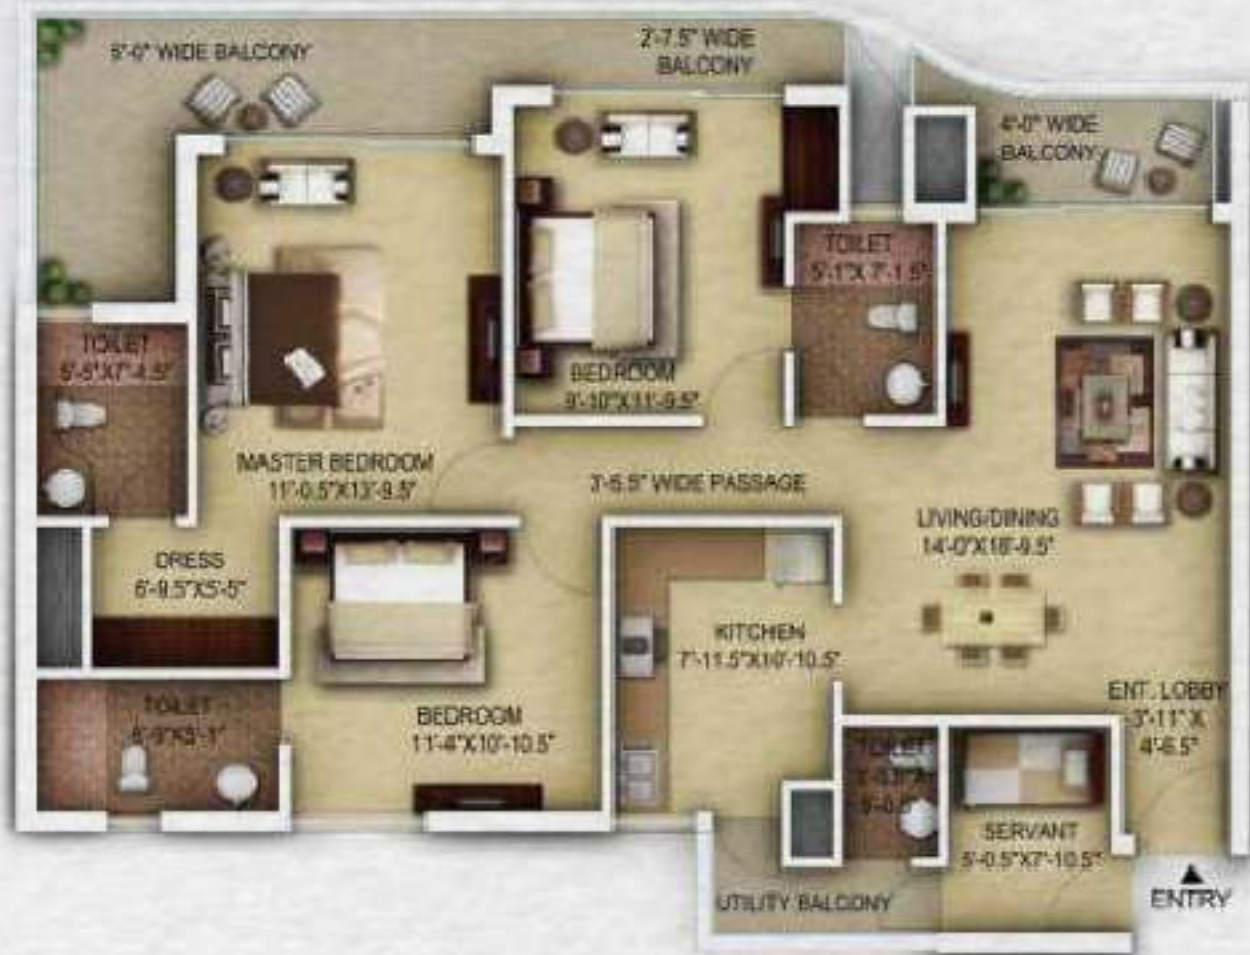 5'-0" WIDE BALCONY
2'-7.5" WIDE
BALCONY
4'-0" WIDE
BALCONY
TOILET
5'-1"X 7'-1.5"
TOILET
5'-5"X7'-4.5"
BEDROOM
9'-10"X11'-9.5"
MASTER BEDROOM
11'-0.5"X13'-9.5"
3'-6.5" WIDE PASSAGE
LIVING/DINING
14'-0"X18'-9.5"
DRESS
6'-9.5"X5'-5"
KITCHEN
7'-11.5"X10'-10.5"
ENT. LOBBY
3'-11" X
4'-6.5"
TOILET
BEDROOM
11'-4"X10'-10.5"
TOILET
SERVANT
5'-0.5"X7'-10.5"
UTILITY BALCONY
ENTRY